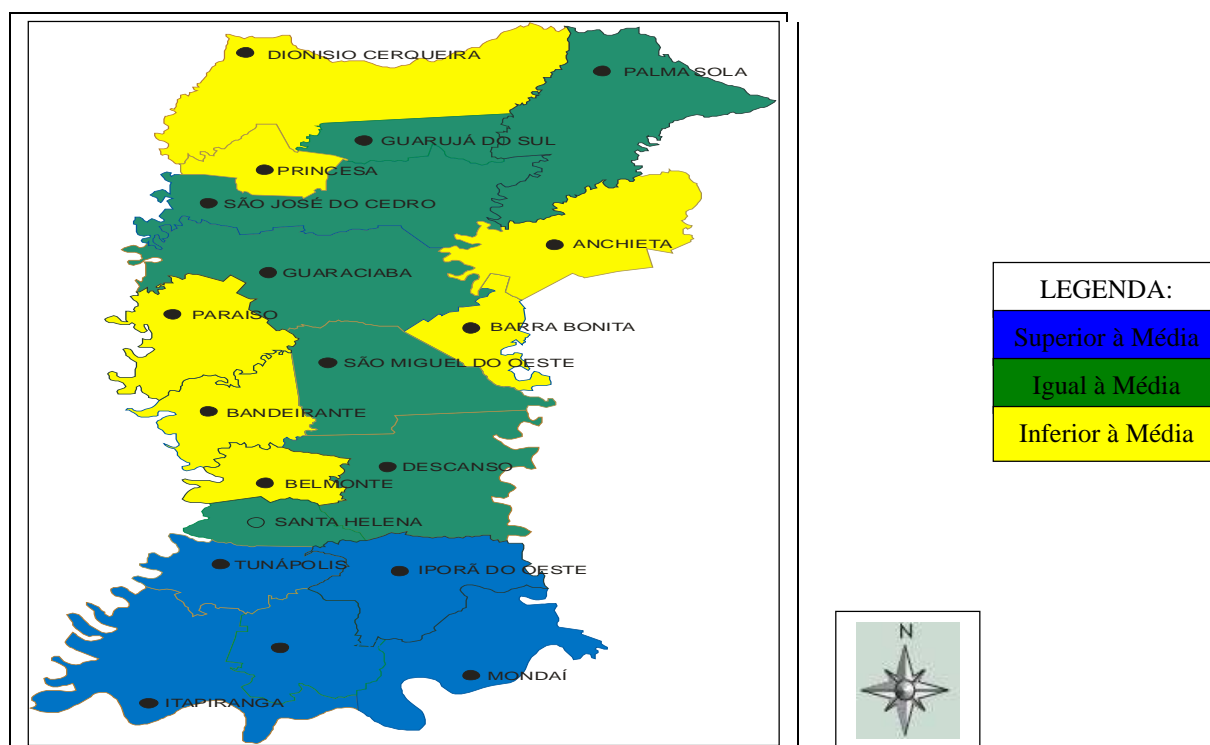 DIONISIO CERQUEIRA
PALMA SOLA
GUARUJÁ DO SUL
PRINCESA
SÃO JOSÉ DO CEDRO
ANCHIETA
GUARACIABA
PARAISO
BARRA BONITA
SÃO MIGUEL DO OESTE
BANDEIRANTE
DESCANSO
BELMONTE
SANTA HELENA
TUNÁPOLIS
IPORÃ DO OESTE
MONDAÍ
ITAPIRANGA
LEGENDA:
Superior à Média
Igual à Média
Inferior à Média
N